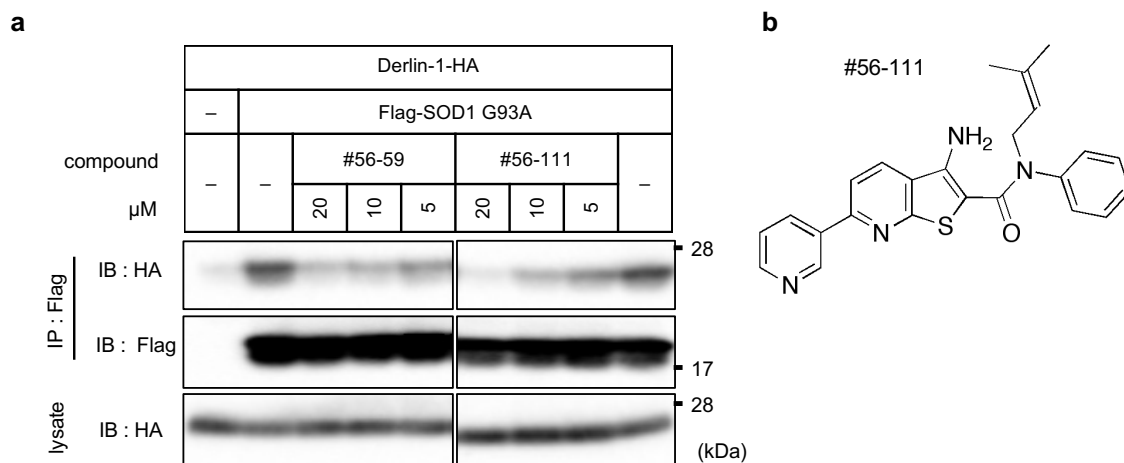 a
Derlin-1-HA
– Flag-SOD1 G93A
compound – – #56-59 #56-111 –
µM 20 10 5 20 10 5
IP : Flag
IB : HA
28
IB : Flag
17
lysate
IB : HA
28
(kDa)
b
#56-111
NH2
N
O
S
N
N